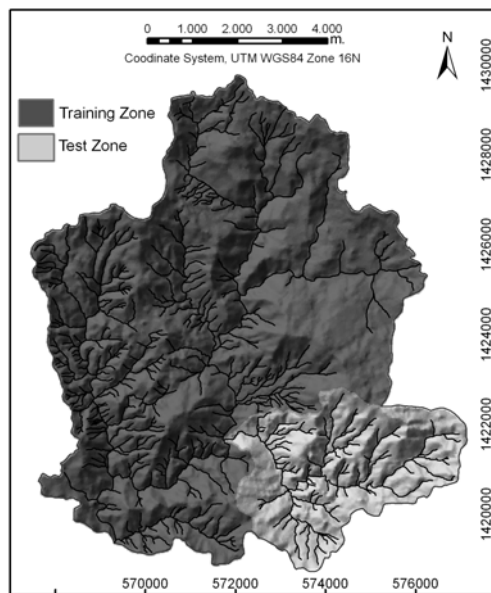 0 1.000 2.000 3.000 4.000
m.
Coodinate System, UTM WGS84 Zone 16N
N
Training Zone
Test Zone
1430000
1428000
1426000
1424000
1422000
1420000
570000 572000 574000 576000